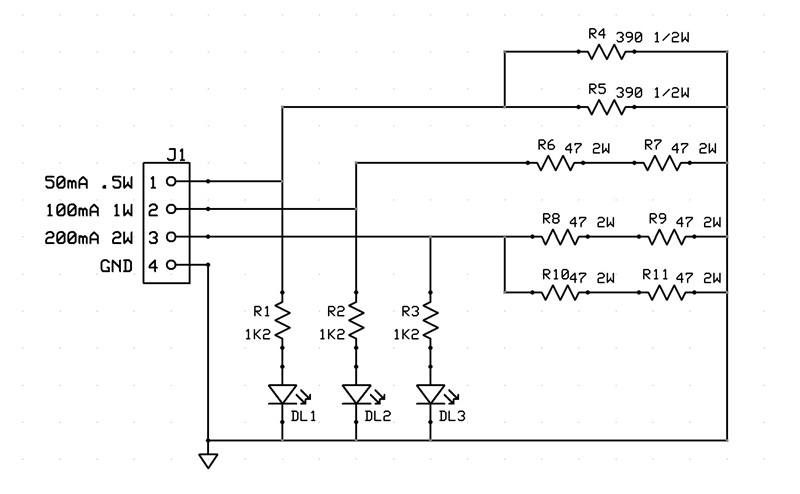 R4 390 1/2W
R5 390 1/2W
R6 47 2W R7 47 2W
J1
50mA .5W 1
100mA 1W 2
R8 47 2W R9 47 2W
200mA 2W 3
GND 4
R10 47 2W R11 47 2W
R1 R2 R3
1K2 1K2 1K2
DL1 DL2 DL3